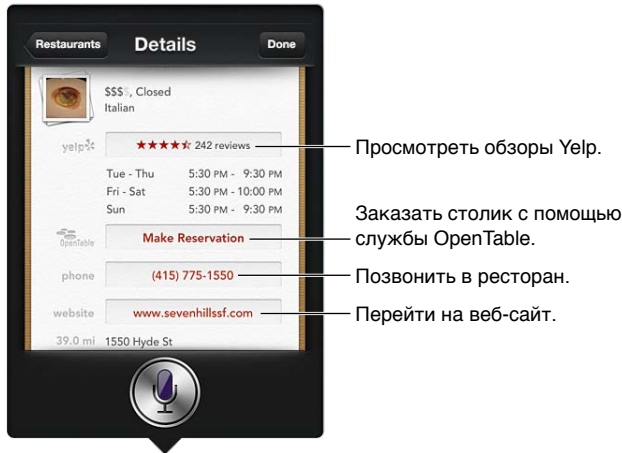 Restaurants Details Done
$$$$, Closed
Italian
yelp ★★★★⯪ 242 reviews
Tue - Thu 5:30 PM - 9:30 PM
Fri - Sat 5:30 PM - 10:00 PM
Sun 5:30 PM - 9:30 PM
OpenTable Make Reservation
phone (415) 775-1550
website www.sevenhillssf.com
39.0 mi 1550 Hyde St
Просмотреть обзоры Yelp.
Заказать столик с помощью
службы OpenTable.
Позвонить в ресторан.
Перейти на веб-сайт.